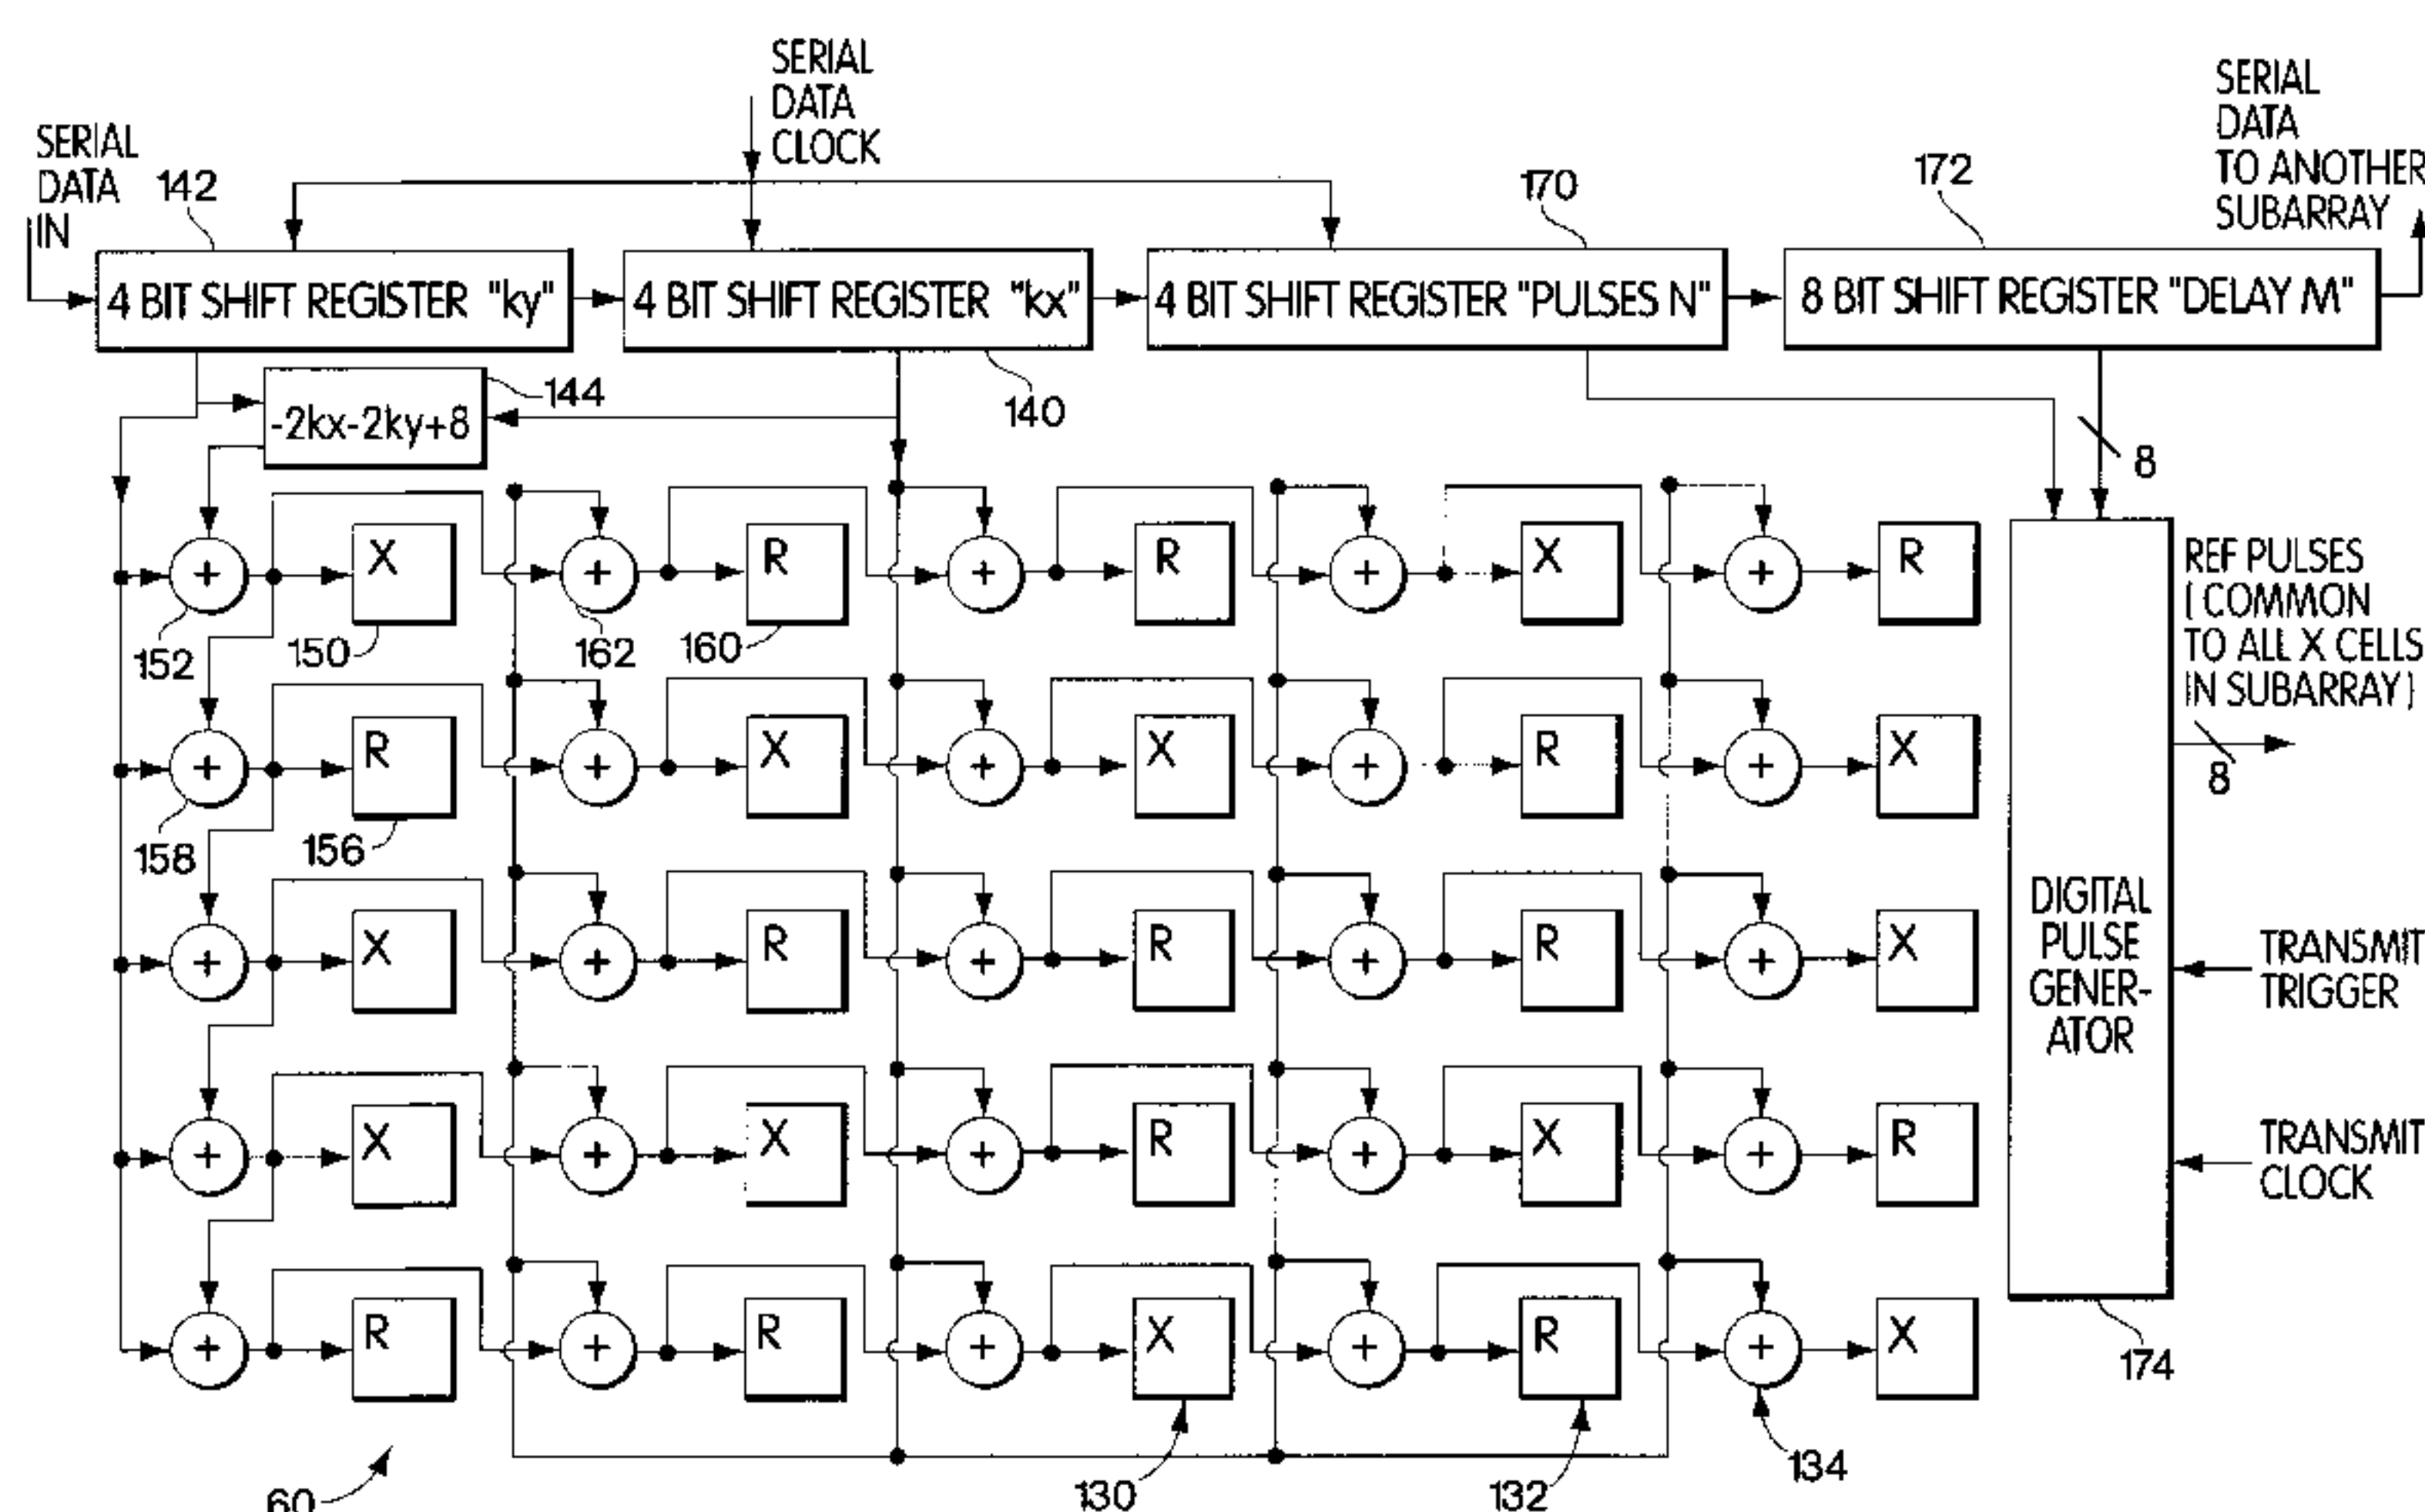 SERIAL
DATA
CLOCK
SERIAL
DATA
TO ANOTHER
SUBARRAY
SERIAL
DATA
IN
142
170
172
4 BIT SHIFT REGISTER "ky"
4 BIT SHIFT REGISTER "kx"
4 BIT SHIFT REGISTER "PULSES N"
8 BIT SHIFT REGISTER "DELAY M"
144
140
-2kx-2ky+8
8
+ X + R + R + X + R
152 150 162 160
REF PULSES
( COMMON
TO ALL X CELLS
IN SUBARRAY )
8
+ R + X + X + R + X
158 156
+ X + R + R + R + X
DIGITAL
PULSE
GENER-
ATOR
TRANSMIT
TRIGGER
+ X + X + R + X + R
TRANSMIT
CLOCK
+ R + R + X + R + X
174
60 130 132 134